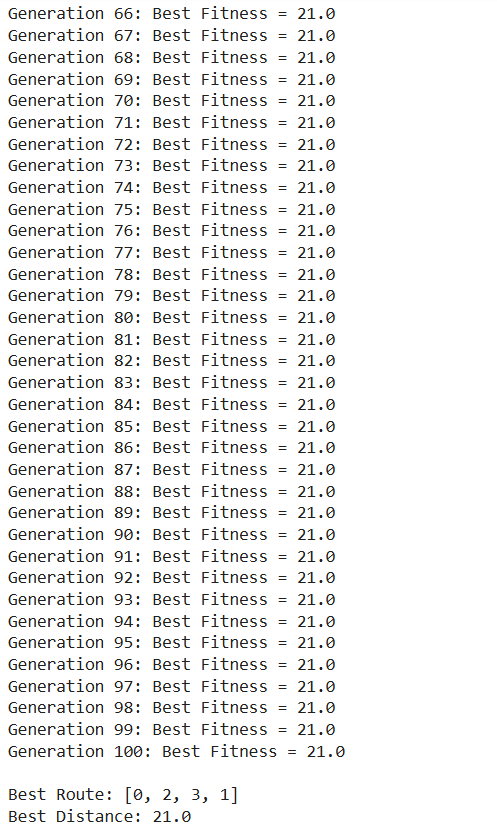 Generation 66: Best Fitness = 21.0
Generation 67: Best Fitness = 21.0
Generation 68: Best Fitness = 21.0
Generation 69: Best Fitness = 21.0
Generation 70: Best Fitness = 21.0
Generation 71: Best Fitness = 21.0
Generation 72: Best Fitness = 21.0
Generation 73: Best Fitness = 21.0
Generation 74: Best Fitness = 21.0
Generation 75: Best Fitness = 21.0
Generation 76: Best Fitness = 21.0
Generation 77: Best Fitness = 21.0
Generation 78: Best Fitness = 21.0
Generation 79: Best Fitness = 21.0
Generation 80: Best Fitness = 21.0
Generation 81: Best Fitness = 21.0
Generation 82: Best Fitness = 21.0
Generation 83: Best Fitness = 21.0
Generation 84: Best Fitness = 21.0
Generation 85: Best Fitness = 21.0
Generation 86: Best Fitness = 21.0
Generation 87: Best Fitness = 21.0
Generation 88: Best Fitness = 21.0
Generation 89: Best Fitness = 21.0
Generation 90: Best Fitness = 21.0
Generation 91: Best Fitness = 21.0
Generation 92: Best Fitness = 21.0
Generation 93: Best Fitness = 21.0
Generation 94: Best Fitness = 21.0
Generation 95: Best Fitness = 21.0
Generation 96: Best Fitness = 21.0
Generation 97: Best Fitness = 21.0
Generation 98: Best Fitness = 21.0
Generation 99: Best Fitness = 21.0
Generation 100: Best Fitness = 21.0

Best Route: [0, 2, 3, 1]
Best Distance: 21.0